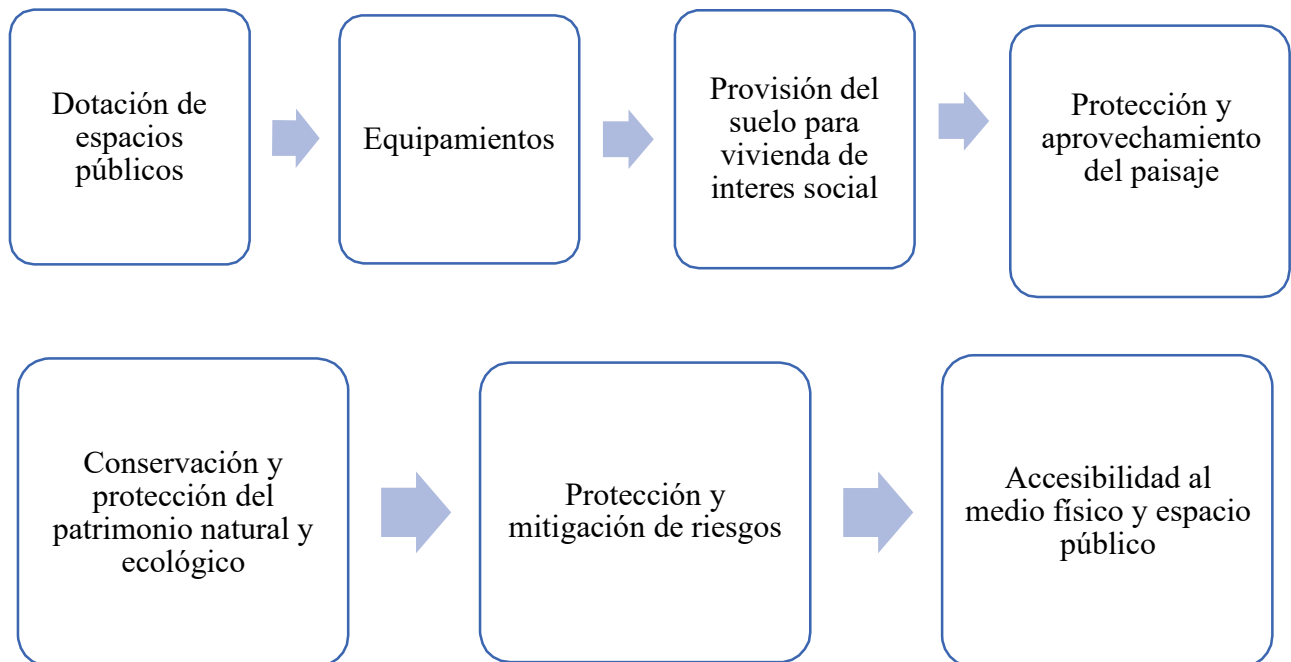 Dotación de
espacios
públicos
Equipamientos
Provisión del
suelo para
vivienda de
interes social
Protección y
aprovechamiento
del paisaje
Conservación y
protección del
patrimonio natural y
ecológico
Protección y
mitigación de riesgos
Accesibilidad al
medio físico y espacio
público